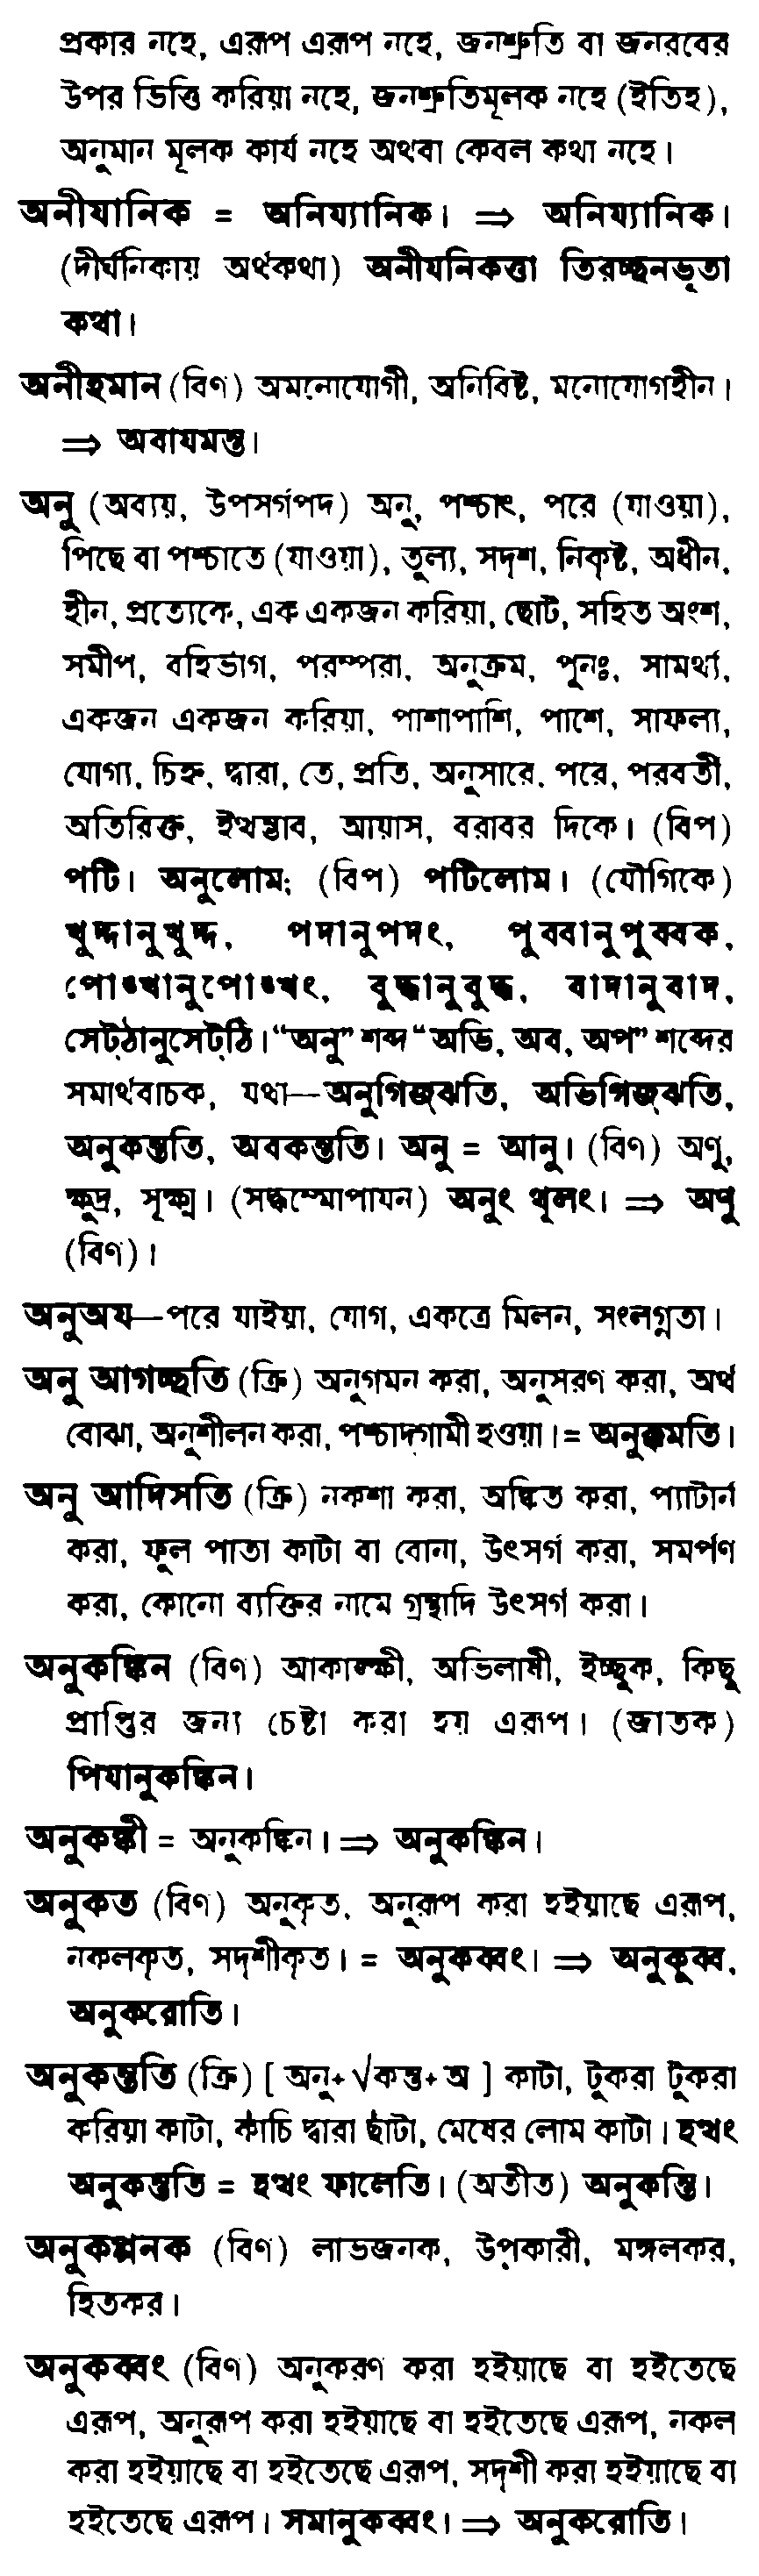 প্রকার নহে, এরূপ এরূপ নহে, জনশ্রুতি বা জনরবের
উপর ভিত্তি করিয়া নহে, জনশ্রুতিমূলক নহে (ইতিহ),
অনুমান মূলক কার্য নহে অথবা কেবল কথা নহে।
অনীযানিক = অনিয্যানিক। ⇒ অনিয্যানিক।
(দীর্ঘনিকায় অর্থকথা) অনীযনিকত্তা তিরচ্ছনভূতা
কথা।
অনীহমান (বিণ) অমনোযোগী, অনিবিষ্ট, মনোযোগহীন।
⇒ অবাযমন্ত।
অনু (অব্যয়, উপসর্গপদ) অনু, পশ্চাৎ, পরে (যাওয়া),
পিছে বা পশ্চাতে (যাওয়া), তুল্য, সদৃশ, নিকৃষ্ট, অধীন,
হীন, প্রত্যেকে, এক একজন করিয়া, ছোট, সহিত অংশ,
সমীপ, বহির্ভাগ, পরম্পরা, অনুক্রম, পুনঃ, সামর্থ্য,
একজন একজন করিয়া, পাশাপাশি, পাশে, সাফল্য,
যোগ্য, চিহ্ন, দ্বারা, তে, প্রতি, অনুসারে, পরে, পরবর্তী,
অতিরিক্ত, ইত্থম্ভাব, আয়াস, বরাবর দিকে। (বিপ)
পটি। অনুলোম; (বিপ) পটিলোম। (যৌগিকে)
খুদ্দানুখুদ্দ, পদানুপদং, পুব্বানুপুব্বক,
পোঙ্খানুপোঙ্খং, বুদ্ধানুবুদ্ধ, বাদানুবাদ,
সেট্ঠানুসেট্ঠি। “অনু” শব্দ “অভি, অব, অপ” শব্দের
সমার্থবাচক, যথা—অনুগিজ্ঝতি, অভিগিজ্ঝতি,
অনুকন্ততি, অবকন্ততি। অনু = আনু। (বিণ) অণু,
ক্ষুদ্র, সূক্ষ্ম। (সদ্ধম্মোপাযন) অনুং থূলং। ⇒ অণু
(বিণ)।
অনুঅয—পরে যাইয়া, যোগ, একত্রে মিলন, সংলগ্নতা।
অনু আগচ্ছতি (ক্রি) অনুগমন করা, অনুসরণ করা, অর্থ
বোঝা, অনুশীলন করা, পশ্চাদ্‌গামী হওয়া। = অনুক্কমতি।
অনু আদিসতি (ক্রি) নকশা করা, অঙ্কিত করা, প্যাটার্ন
করা, ফুল পাতা কাটা বা বোনা, উৎসর্গ করা, সমর্পণ
করা, কোনো ব্যক্তির নামে গ্রন্থাদি উৎসর্গ করা।
অনুকঙ্খিন (বিণ) আকাঙ্ক্ষী, অভিলাষী, ইচ্ছুক, কিছু
প্রাপ্তির জন্য চেষ্টা করা হয় এরূপ। (জাতক)
পিযানুকঙ্খিন।
অনুকঙ্খী = অনুকঙ্খিন। ⇒ অনুকঙ্খিন।
অনুকত (বিণ) অনুকৃত, অনুরূপ করা হইয়াছে এরূপ,
নকলকৃত, সদৃশীকৃত। = অনুকব্বং। ⇒ অনুকুব্ব,
অনুকরোতি।
অনুকন্ততি (ক্রি) [ অনু+√কন্ত+অ ] কাটা, টুকরা টুকরা
করিয়া কাটা, কাঁচি দ্বারা ছাঁটা, মেষের লোম কাটা। হত্থং
অনুকন্ততি = হত্থং ফালেতি। (অতীত) অনুকন্তি।
অনুকপ্পনক (বিণ) লাভজনক, উপকারী, মঙ্গলকর,
হিতকর।
অনুকব্বং (বিণ) অনুকরণ করা হইয়াছে বা হইতেছে
এরূপ, অনুরূপ করা হইয়াছে বা হইতেছে এরূপ, নকল
করা হইয়াছে বা হইতেছে এরূপ, সদৃশী করা হইয়াছে বা
হইতেছে এরূপ। সমানুকব্বং। ⇒ অনুকরোতি।